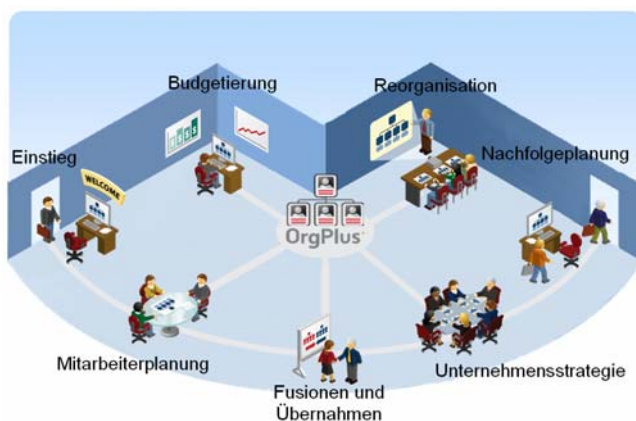 Budgetierung
Reorganisation
Einstieg
Nachfolgeplanung
WELCOME
OrgPlus
Mitarbeiterplanung
Unternehmensstrategie
Fusionen und
Übernahmen